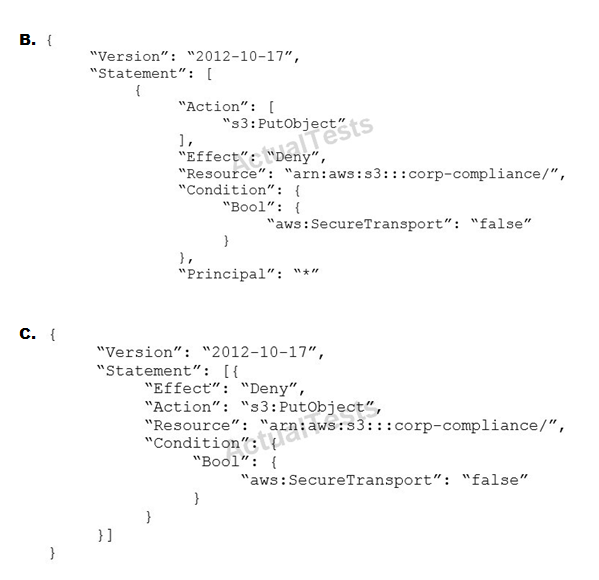 B. {
“Version”: “2012-10-17”,
“Statement”: [
{
“Action”: [
“s3:PutObject”
],
“Effect”: “Deny”,
“Resource”: “arn:aws:s3:::corp-compliance/”,
“Condition”: {
“Bool”: {
“aws:SecureTransport”: “false”
}
},
“Principal”: “*”
ActualTests
C. {
“Version”: “2012-10-17”,
“Statement”: [{
“Effect”: “Deny”,
“Action”: “s3:PutObject”,
“Resource”: “arn:aws:s3:::corp-compliance/”,
“Condition”: {
“Bool”: {
“aws:SecureTransport”: “false”
}
}
}]
}
ActualTests